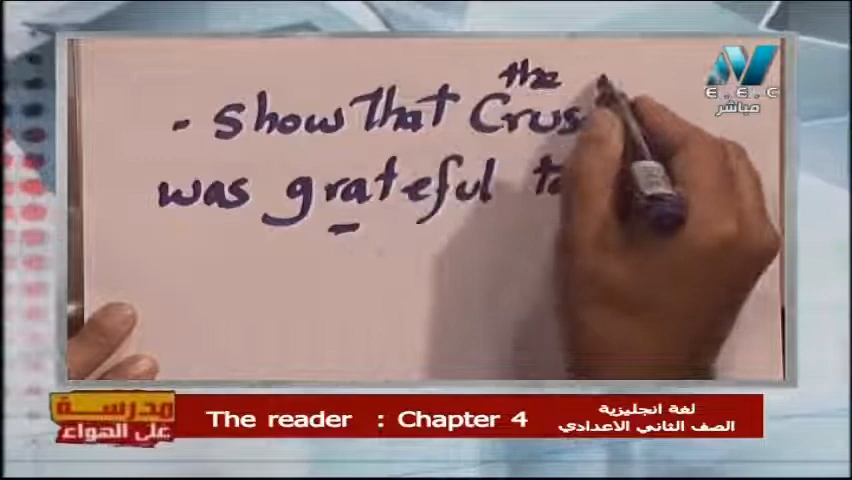 the
- show that Crus
was grateful to
E.E.C
مباشر
مدرسة
على الهواء
The reader : Chapter 4
لغة انجليزية
الصف الثاني الاعدادي